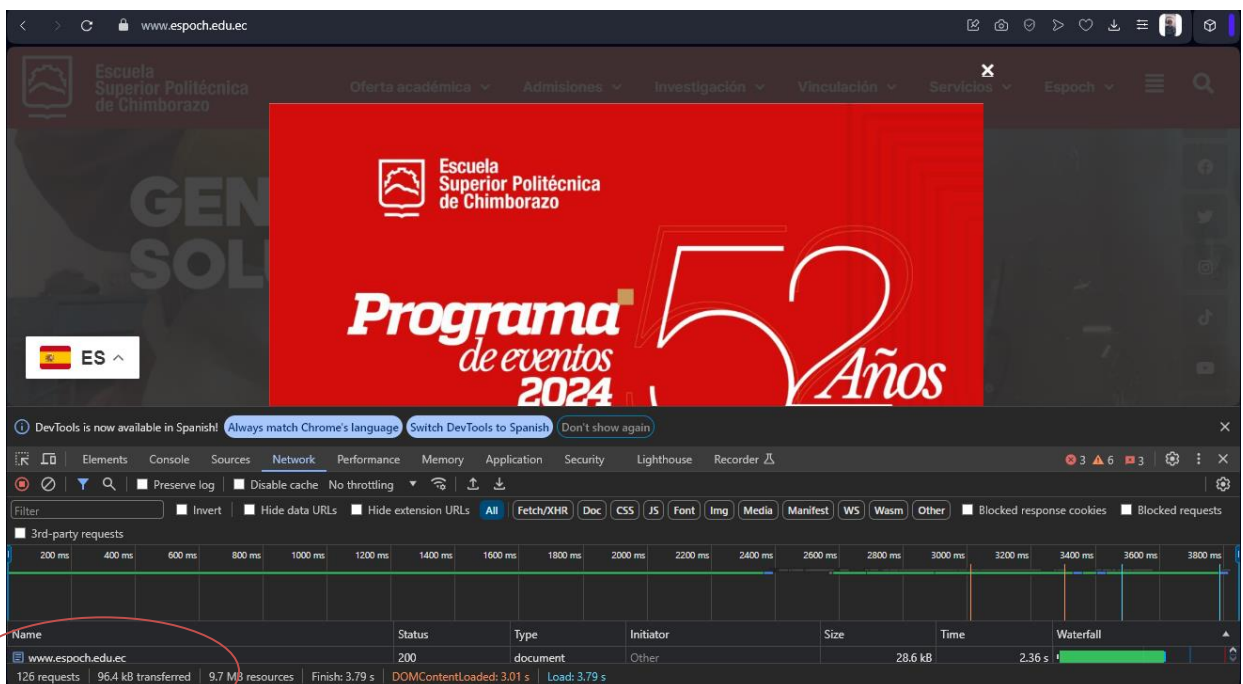 www.espoch.edu.ec
Escuela
Superior Politécnica
de Chimborazo
Oferta académica Admisiones Investigación Vinculación Servicios Espoch
GEN
SOL
Escuela
Superior Politécnica
de Chimborazo
Programa
de eventos
2024
52
Años
ES
DevTools is now available in Spanish! Always match Chrome's language Switch DevTools to Spanish Don't show again
Elements Console Sources Network Performance Memory Application Security Lighthouse Recorder 3 6 3
Preserve log Disable cache No throttling
Filter Invert Hide data URLs Hide extension URLs All Fetch/XHR Doc CSS JS Font Img Media Manifest WS Wasm Other Blocked response cookies Blocked requests
3rd-party requests
200 ms 400 ms 600 ms 800 ms 1000 ms 1200 ms 1400 ms 1600 ms 1800 ms 2000 ms 2200 ms 2400 ms 2600 ms 2800 ms 3000 ms 3200 ms 3400 ms 3600 ms 3800 ms
Name Status Type Initiator Size Time Waterfall
www.espoch.edu.ec 200 document Other 28.6 kB 2.36 s
126 requests 96.4 kB transferred 9.7 MB resources Finish: 3.79 s DOMContentLoaded: 3.01 s Load: 3.79 s